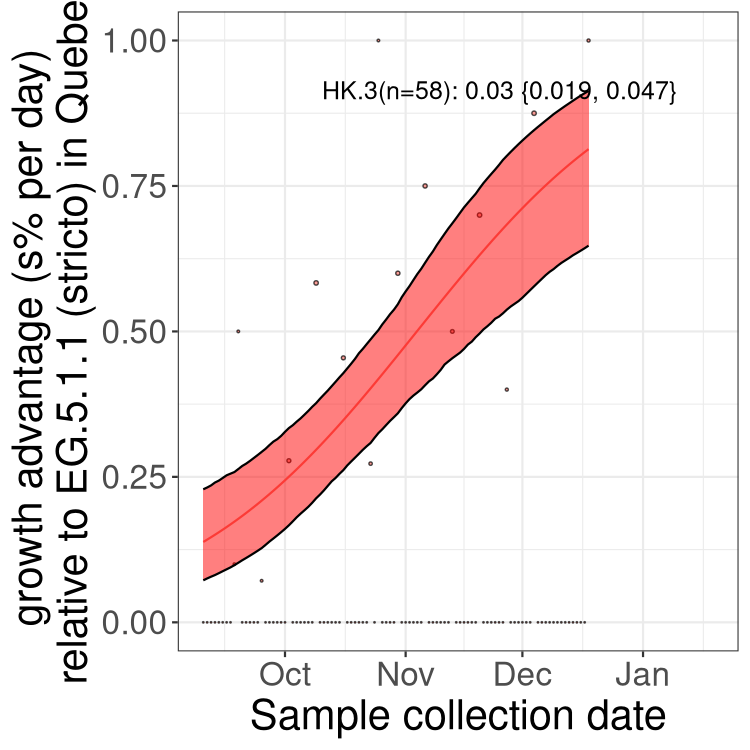 growth advantage (s% per day)
relative to EG.5.1.1 (stricto) in Quebe
1.00
0.75
0.50
0.25
0.00
HK.3(n=58): 0.03 {0.019, 0.047}
Oct Nov Dec Jan
Sample collection date